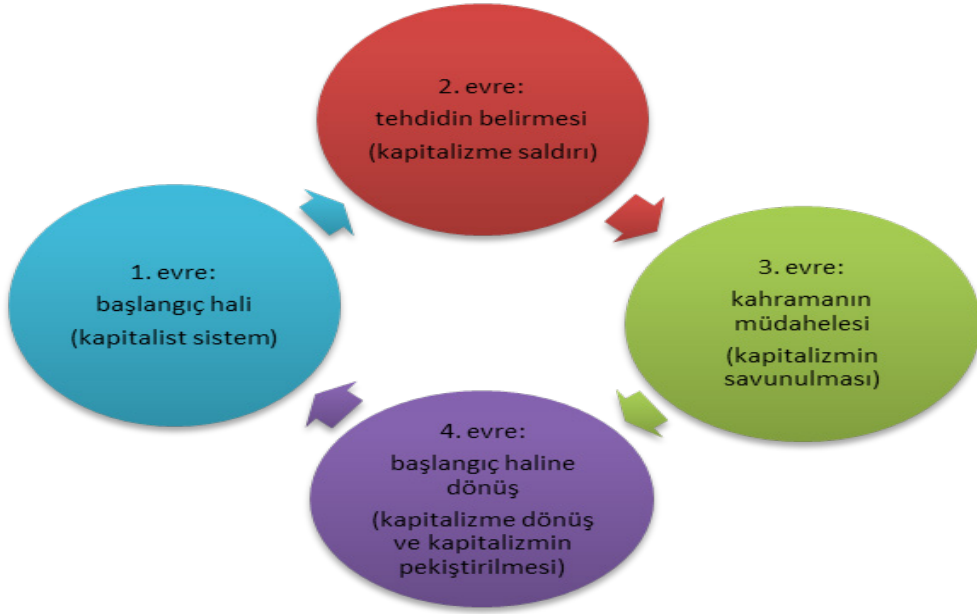 1. evre:
başlangıç hali
(kapitalist sistem)
2. evre:
tehdidin belirmesi
(kapitalizme saldırı)
3. evre:
kahramanın
müdahelesi
(kapitalizmin
savunulması)
4. evre:
başlangıç haline
dönüş
(kapitalizme dönüş
ve kapitalizmin
pekiştirilmesi)